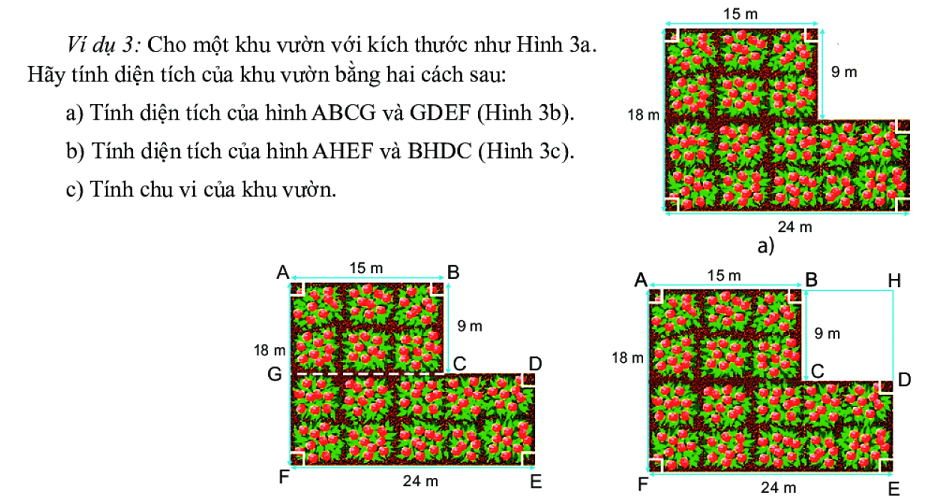 Ví dụ 3: Cho một khu vườn với kích thước như Hình 3a.
Hãy tính diện tích của khu vườn bằng hai cách sau:
a) Tính diện tích của hình ABCG và GDEF (Hình 3b).
b) Tính diện tích của hình AHEF và BHDC (Hình 3c).
c) Tính chu vi của khu vườn.
15 m
9 m
18 m
24 m
a)
A
15 m
B
9 m
18 m
G
C
D
F
24 m
E
A
15 m
B
H
9 m
18 m
C
D
F
24 m
E